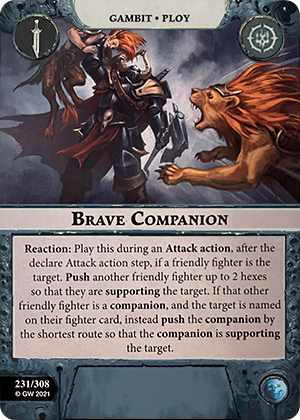 GAMBIT • PLOY
BRAVE COMPANION
Reaction: Play this during an Attack action, after the
declare Attack action step, if a friendly fighter is the
target. Push another friendly fighter up to 2 hexes
so that they are supporting the target. If that other
friendly fighter is a companion, and the target is named
on their fighter card, instead push the companion by
the shortest route so that the companion is supporting
the target.
231/308
© GW 2021